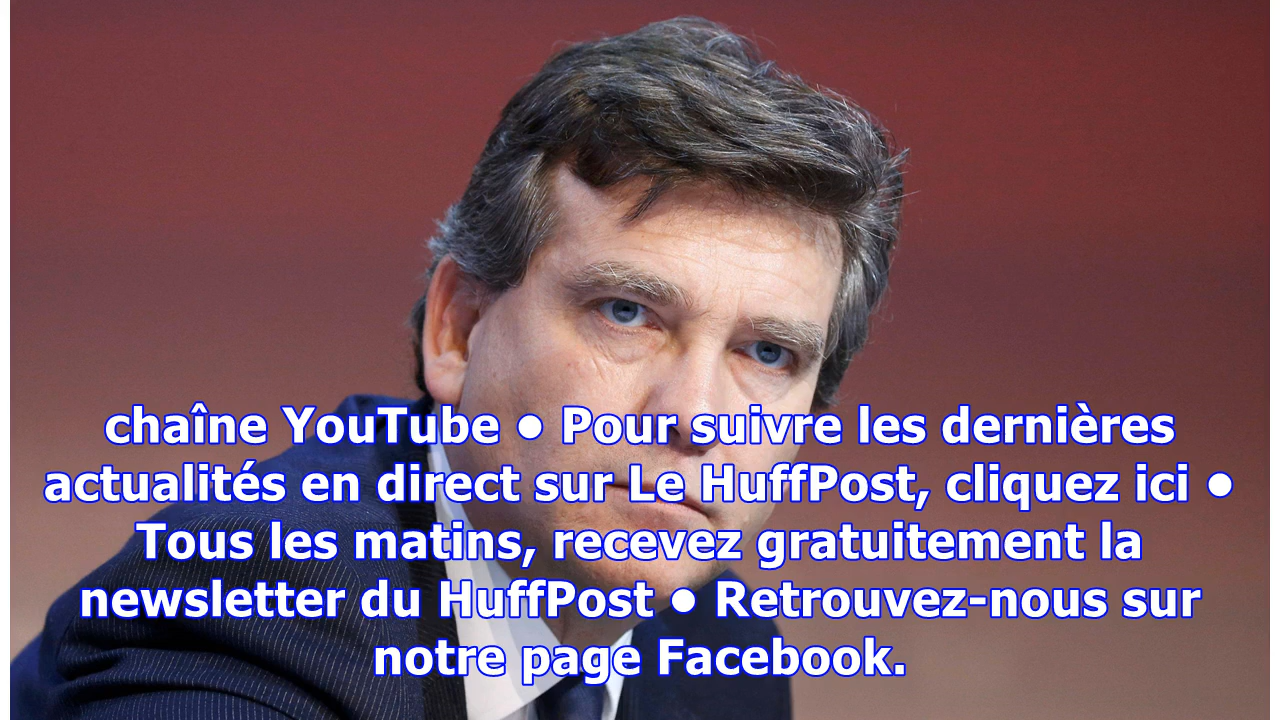 chaîne YouTube • Pour suivre les dernières
actualités en direct sur Le HuffPost, cliquez ici •
Tous les matins, recevez gratuitement la
newsletter du HuffPost • Retrouvez-nous sur
notre page Facebook.